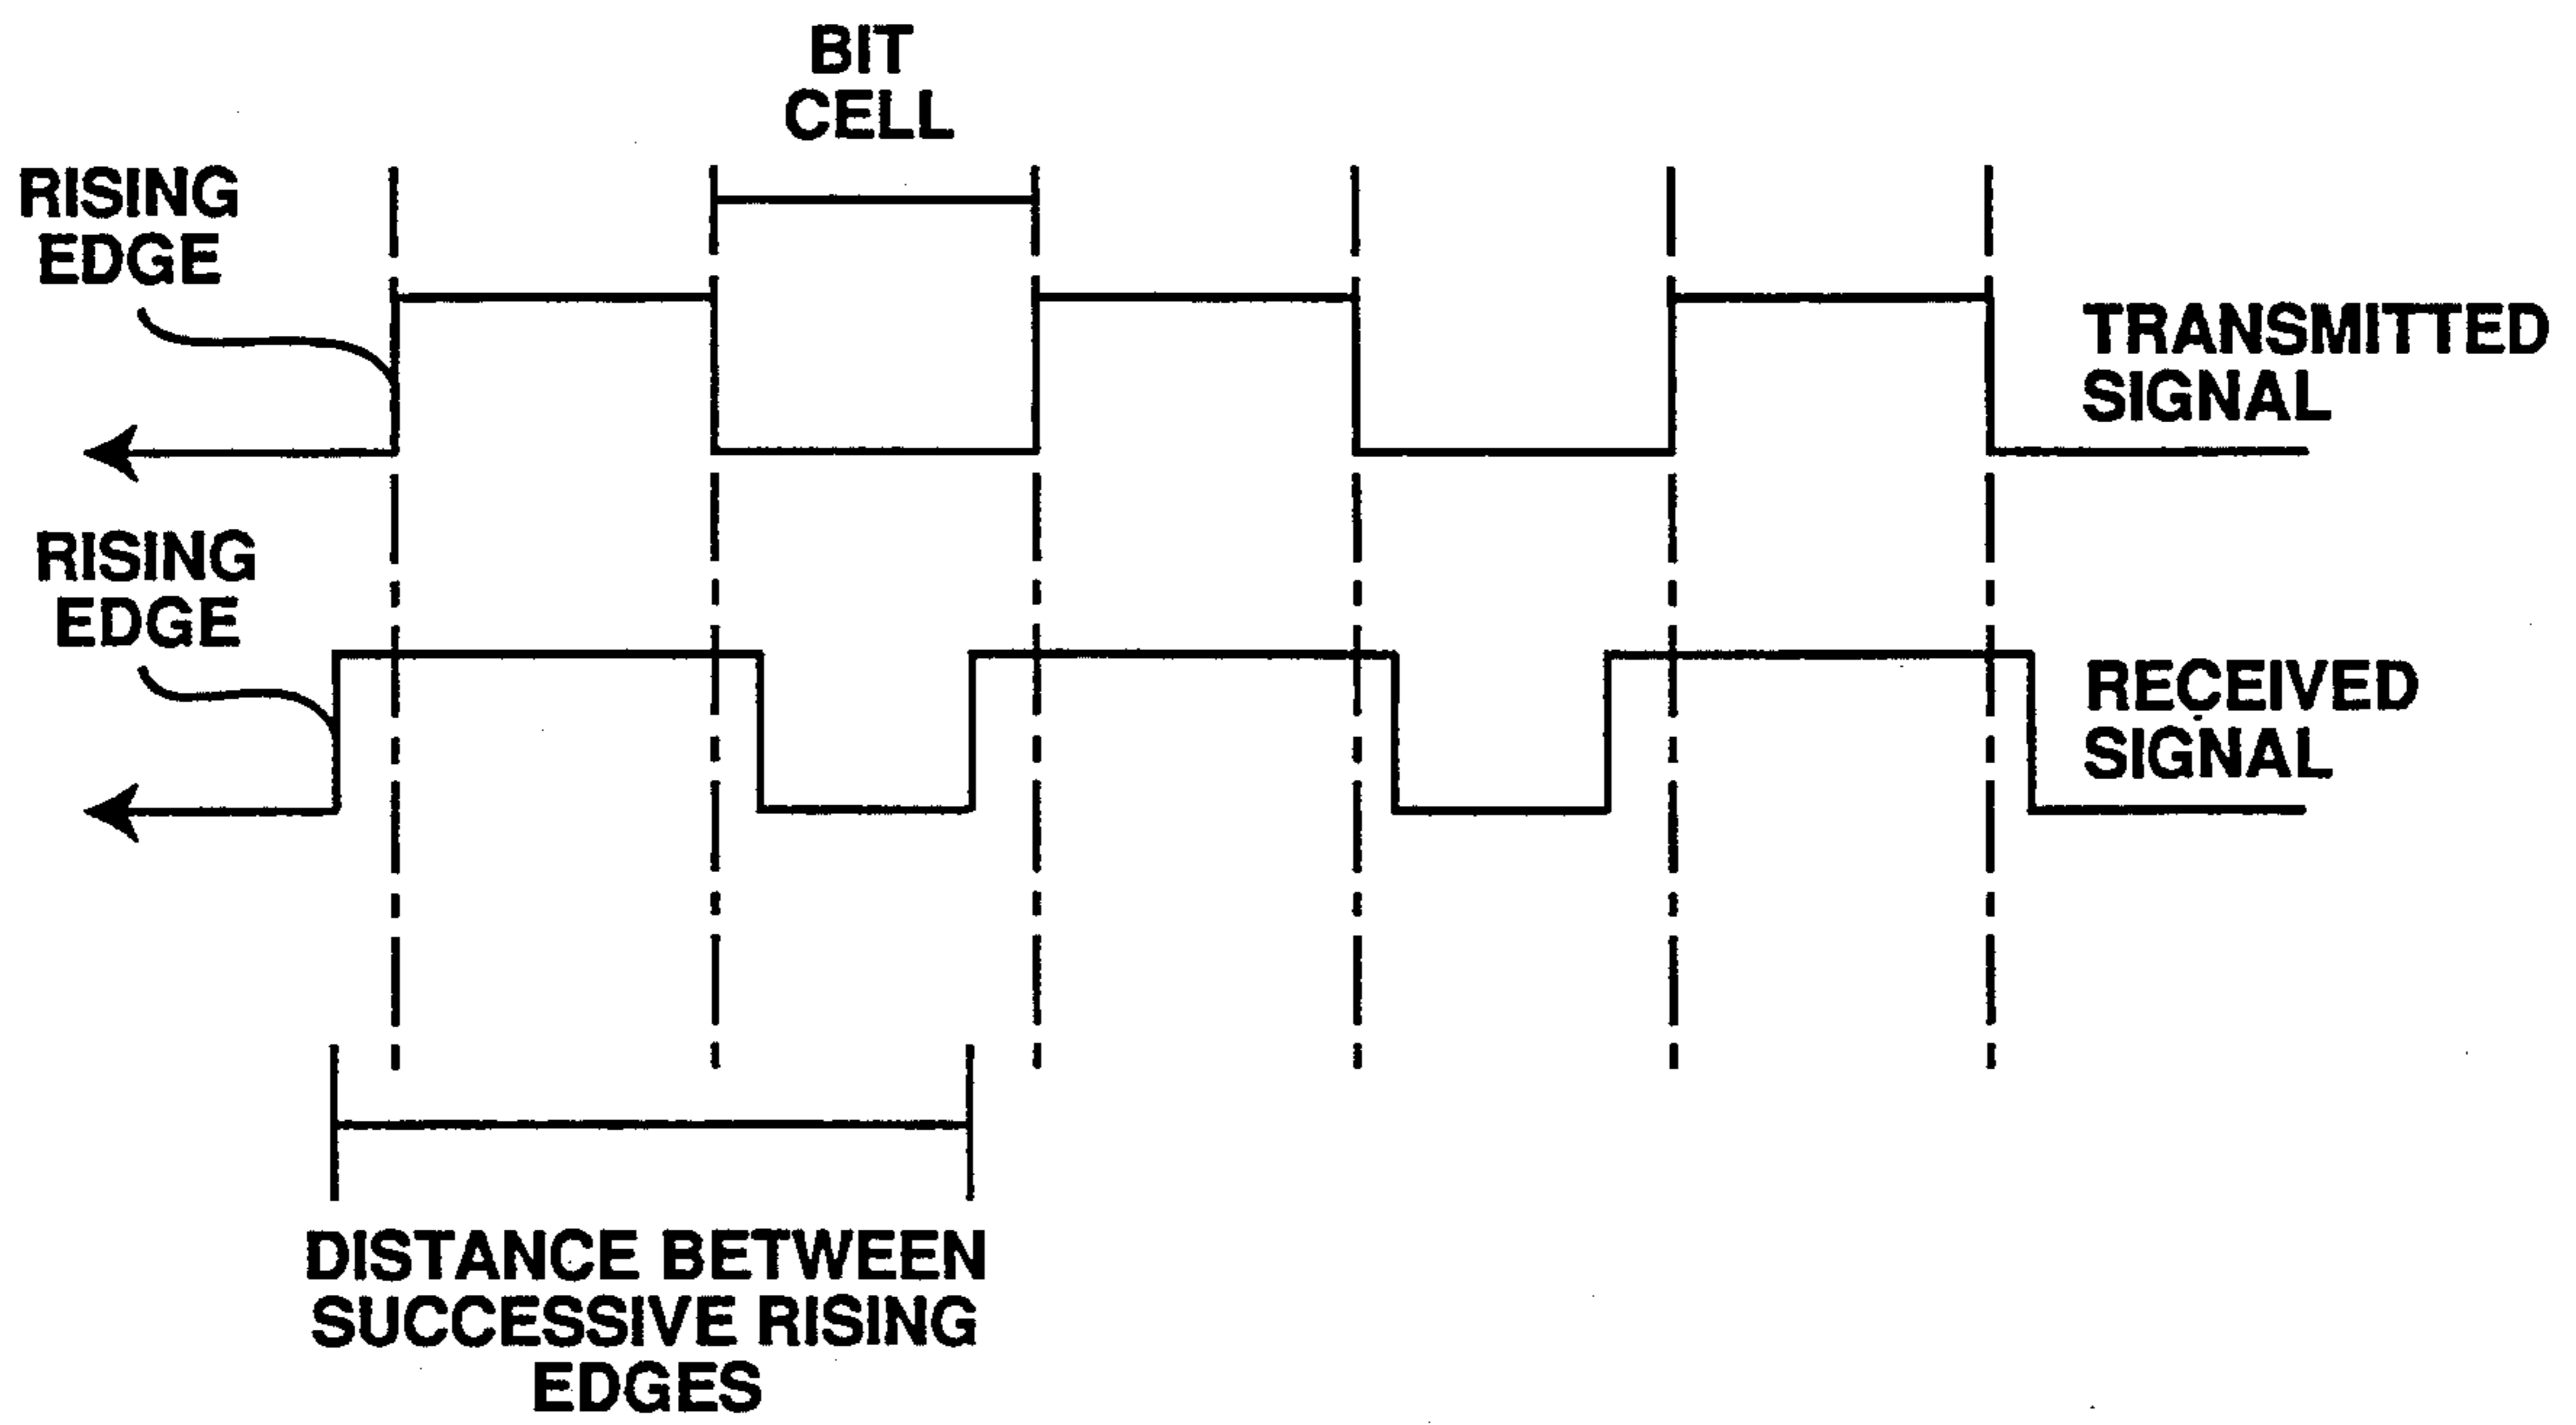 BIT
CELL
RISING
EDGE
TRANSMITTED
SIGNAL
RISING
EDGE
RECEIVED
SIGNAL
DISTANCE BETWEEN
SUCCESSIVE RISING
EDGES